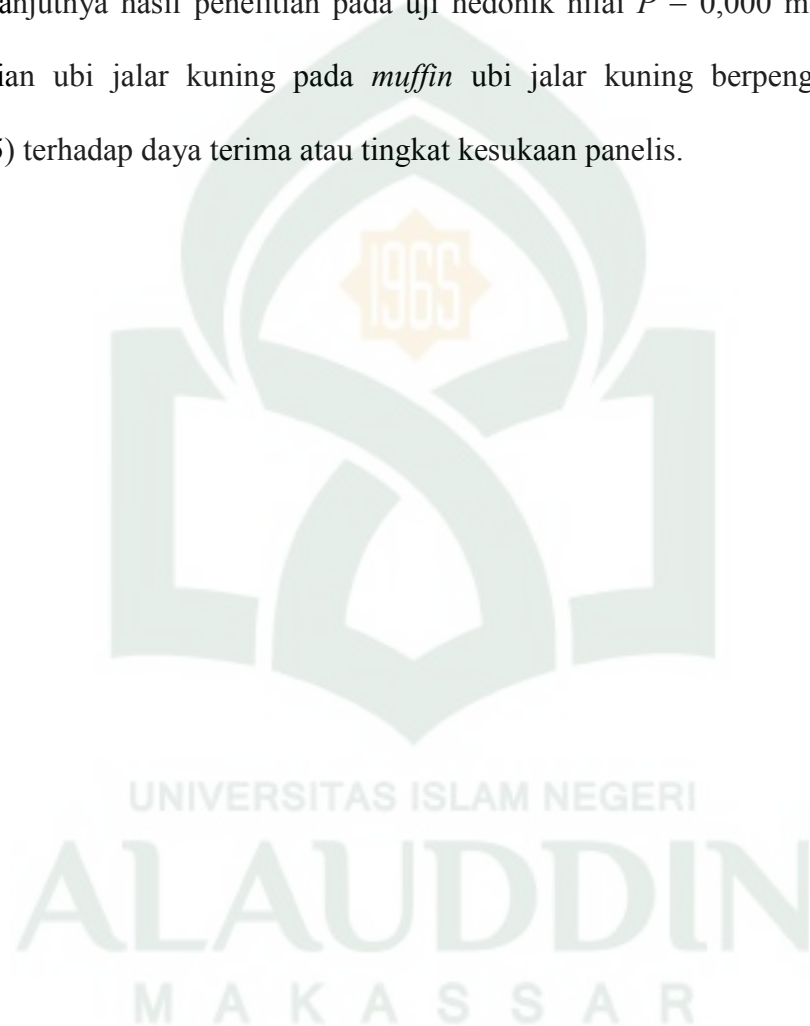 anjutnya hasil penelitian pada uji hedonik nilai P = 0,000 m
ian ubi jalar kuning pada muffin ubi jalar kuning berpeng
) terhadap daya terima atau tingkat kesukaan panelis.
1965
UNIVERSITAS ISLAM NEGERI
ALAUDDIN
MAKASSAR